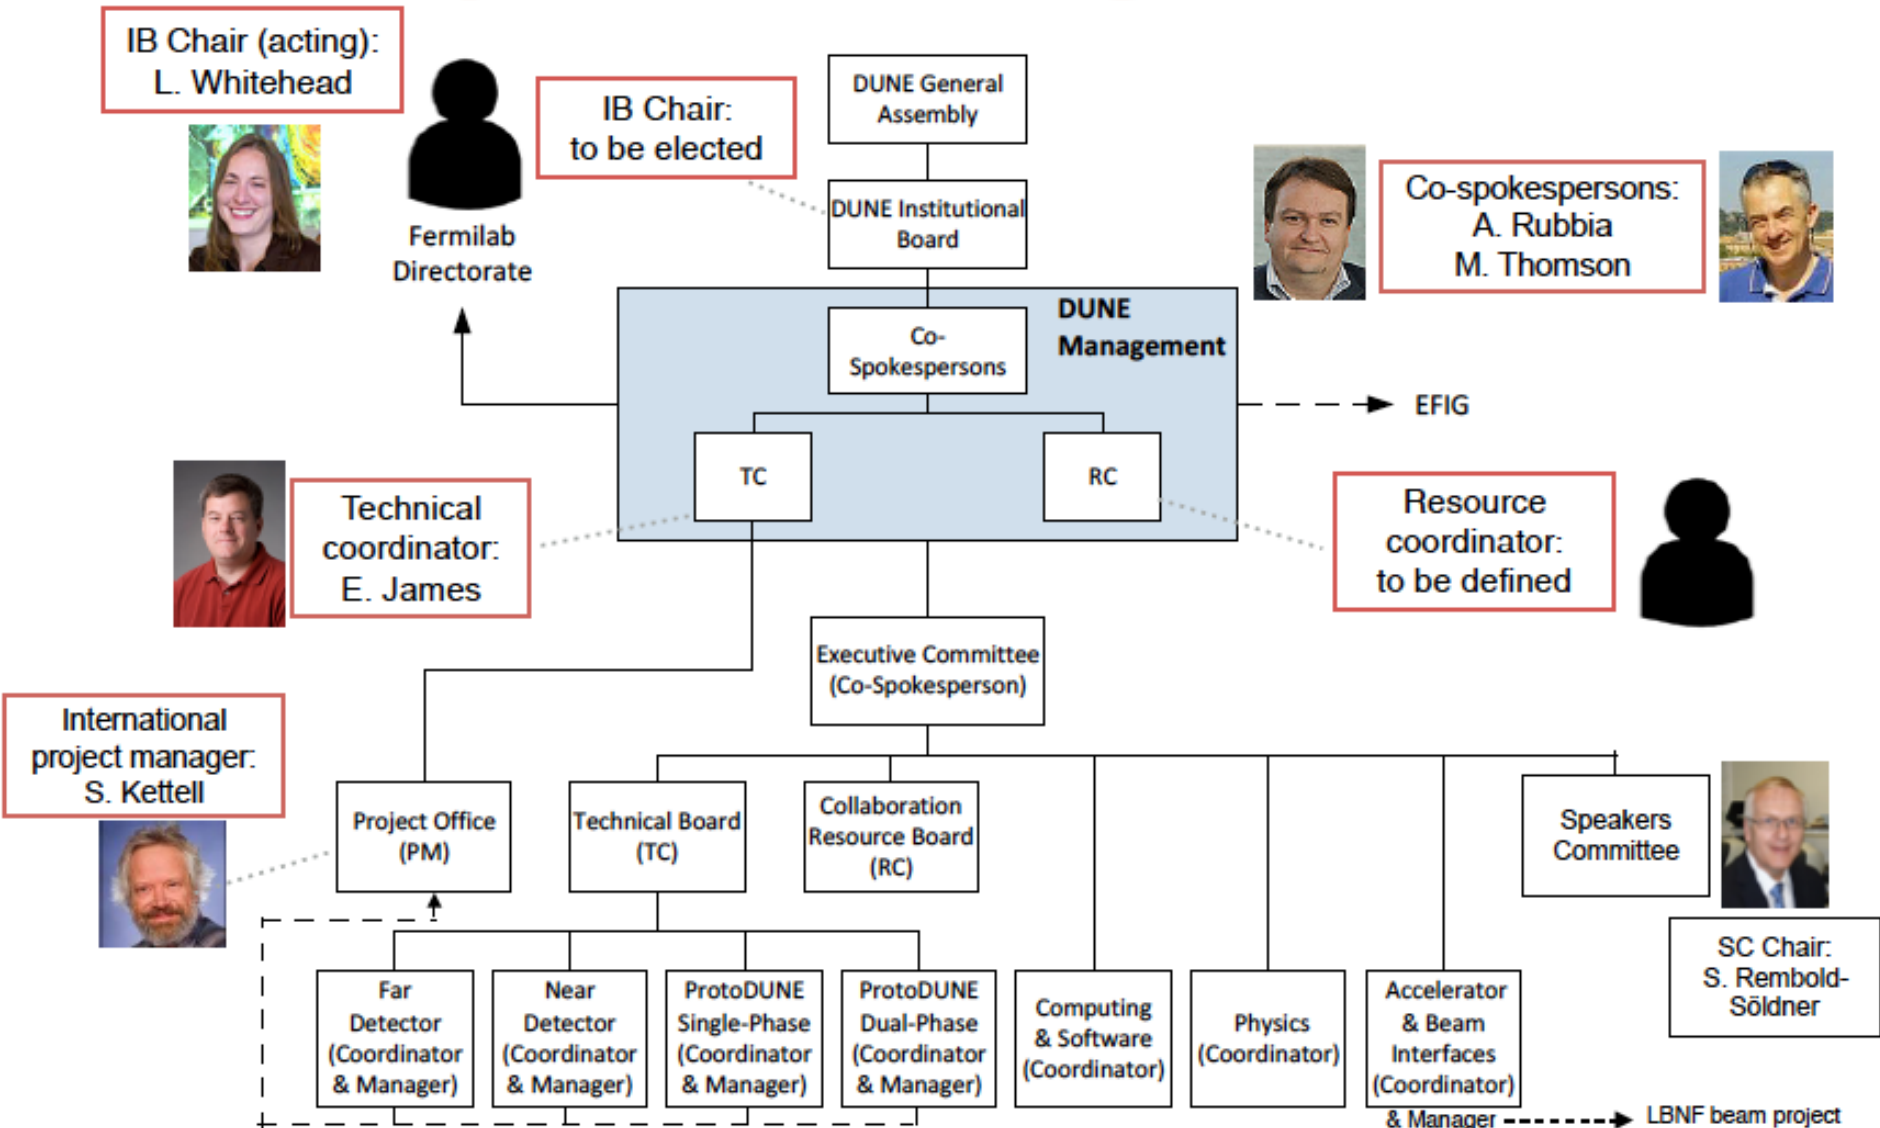 IB Chair (acting):
L. Whitehead
IB Chair:
to be elected
DUNE General
Assembly
DUNE Institutional
Board
Fermilab
Directorate
Co-spokespersons:
A. Rubbia
M. Thomson
DUNE
Management
Co-
Spokespersons
EFIG
TC
RC
Technical
coordinator:
E. James
Resource
coordinator:
to be defined
Executive Committee
(Co-Spokesperson)
International
project manager:
S. Kettell
Project Office
(PM)
Technical Board
(TC)
Collaboration
Resource Board
(RC)
Speakers
Committee
SC Chair:
S. Rembold-
Söldner
Far
Detector
(Coordinator
& Manager)
Near
Detector
(Coordinator
& Manager)
ProtoDUNE
Single-Phase
(Coordinator
& Manager)
ProtoDUNE
Dual-Phase
(Coordinator
& Manager)
Computing
& Software
(Coordinator)
Physics
(Coordinator)
Accelerator
& Beam
Interfaces
(Coordinator)
& Manager
LBNF beam project